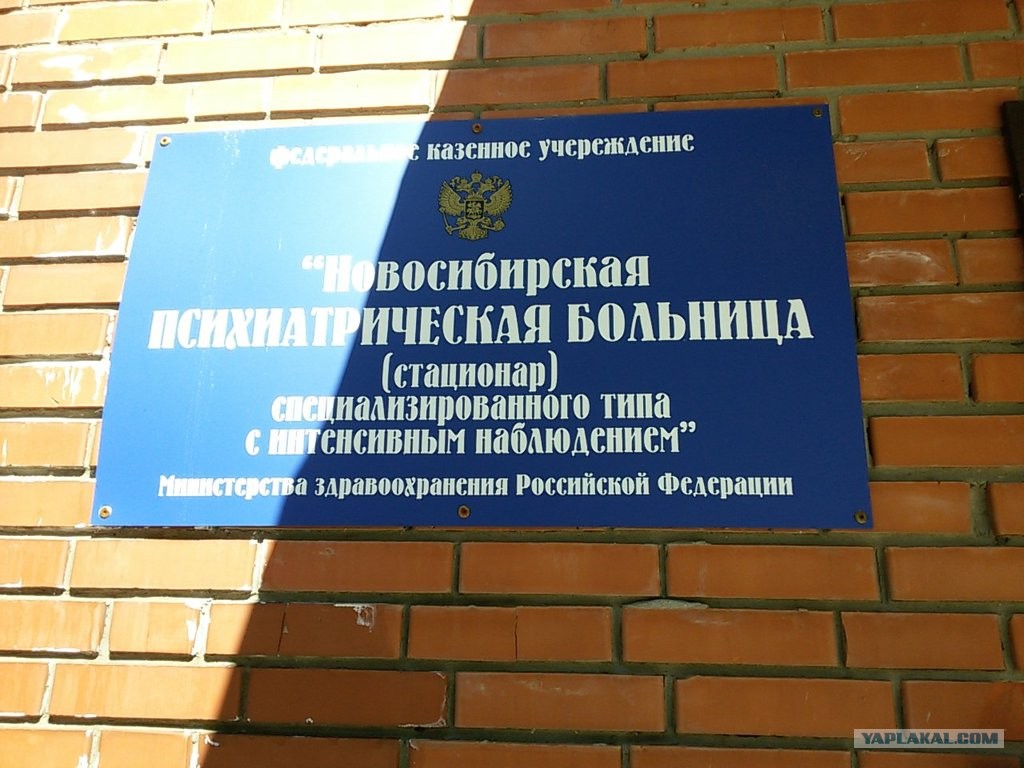 федеральное казенное учереждение
“Новосибирская
ПСИХИАТРИЧЕСКАЯ БОЛЬНИЦА
(стационар)
специализированного типа
с интенсивным наблюдением”
Министерства здравоохранения Российской Федерации
YAPLAKAL.COM